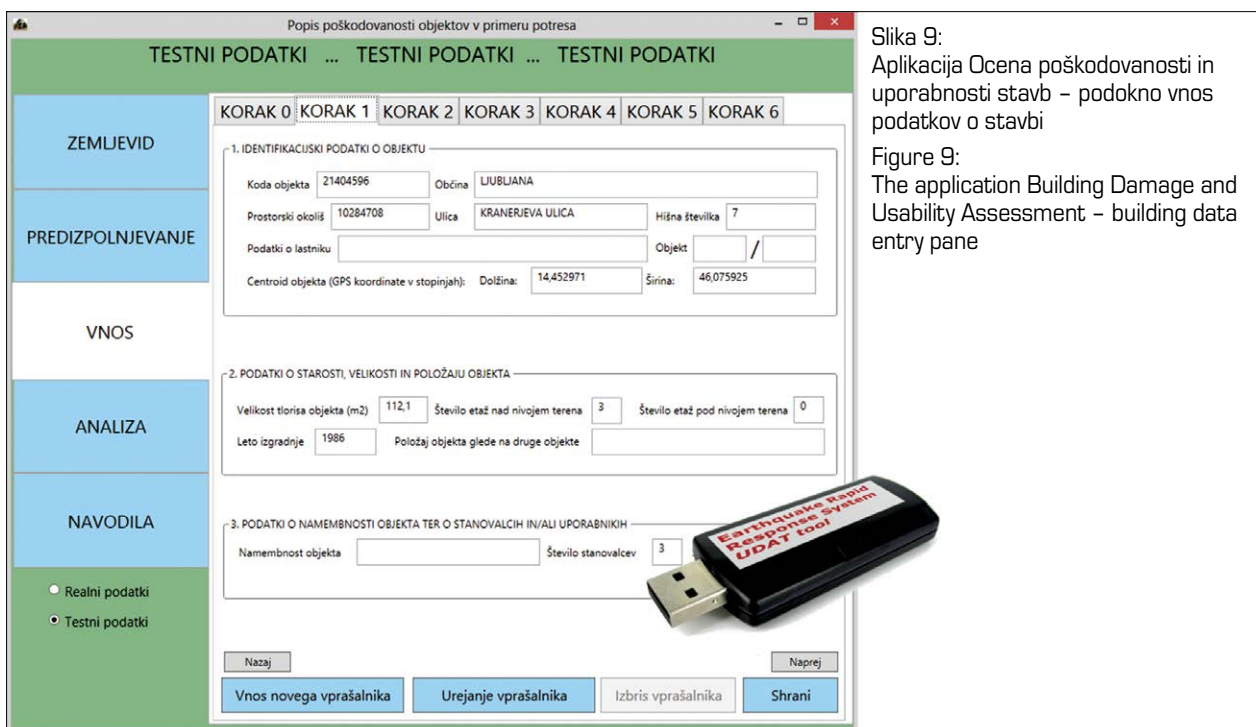 Popis poškodovanosti objektov v primeru potresa
TESTNI PODATKI ... TESTNI PODATKI ... TESTNI PODATKI
ZEMLJEVID
PREDIZPOLNJEVANJE
VNOS
ANALIZA
NAVODILA
Realni podatki
Testni podatki
KORAK 0 KORAK 1 KORAK 2 KORAK 3 KORAK 4 KORAK 5 KORAK 6
1. IDENTIFIKACIJSKI PODATKI O OBJEKTU
Koda objekta 21404596 Občina LJUBLJANA
Prostorski okoliš 10284708 Ulica KRANERJEVA ULICA Hišna številka 7
Podatki o lastniku Objekt /
Centroid objekta (GPS koordinate v stopinjah): Dolžina: 14,452971 Širina: 46,075925
2. PODATKI O STAROSTI, VELIKOSTI IN POLOŽAJU OBJEKTA
Velikost tlorisa objekta (m2) 112,1 Število etaž nad nivojem terena 3 Število etaž pod nivojem terena 0
Leto izgradnje 1986 Položaj objekta glede na druge objekte
3. PODATKI O NAMEMBNOSTI OBJEKTA TER O STANOVALCIH IN/ALI UPORABNIKIH
Namembnost objekta Število stanovalcev 3
Nazaj Naprej
Vnos novega vprašalnika Urejanje vprašalnika Izbris vprašalnika Shrani
Earthquake Rapid
Response System
UDAT tool
Slika 9:
Aplikacija Ocena poškodovanosti in
uporabnosti stavb – podokno vnos
podatkov o stavbi
Figure 9:
The application Building Damage and
Usability Assessment – building data
entry pane